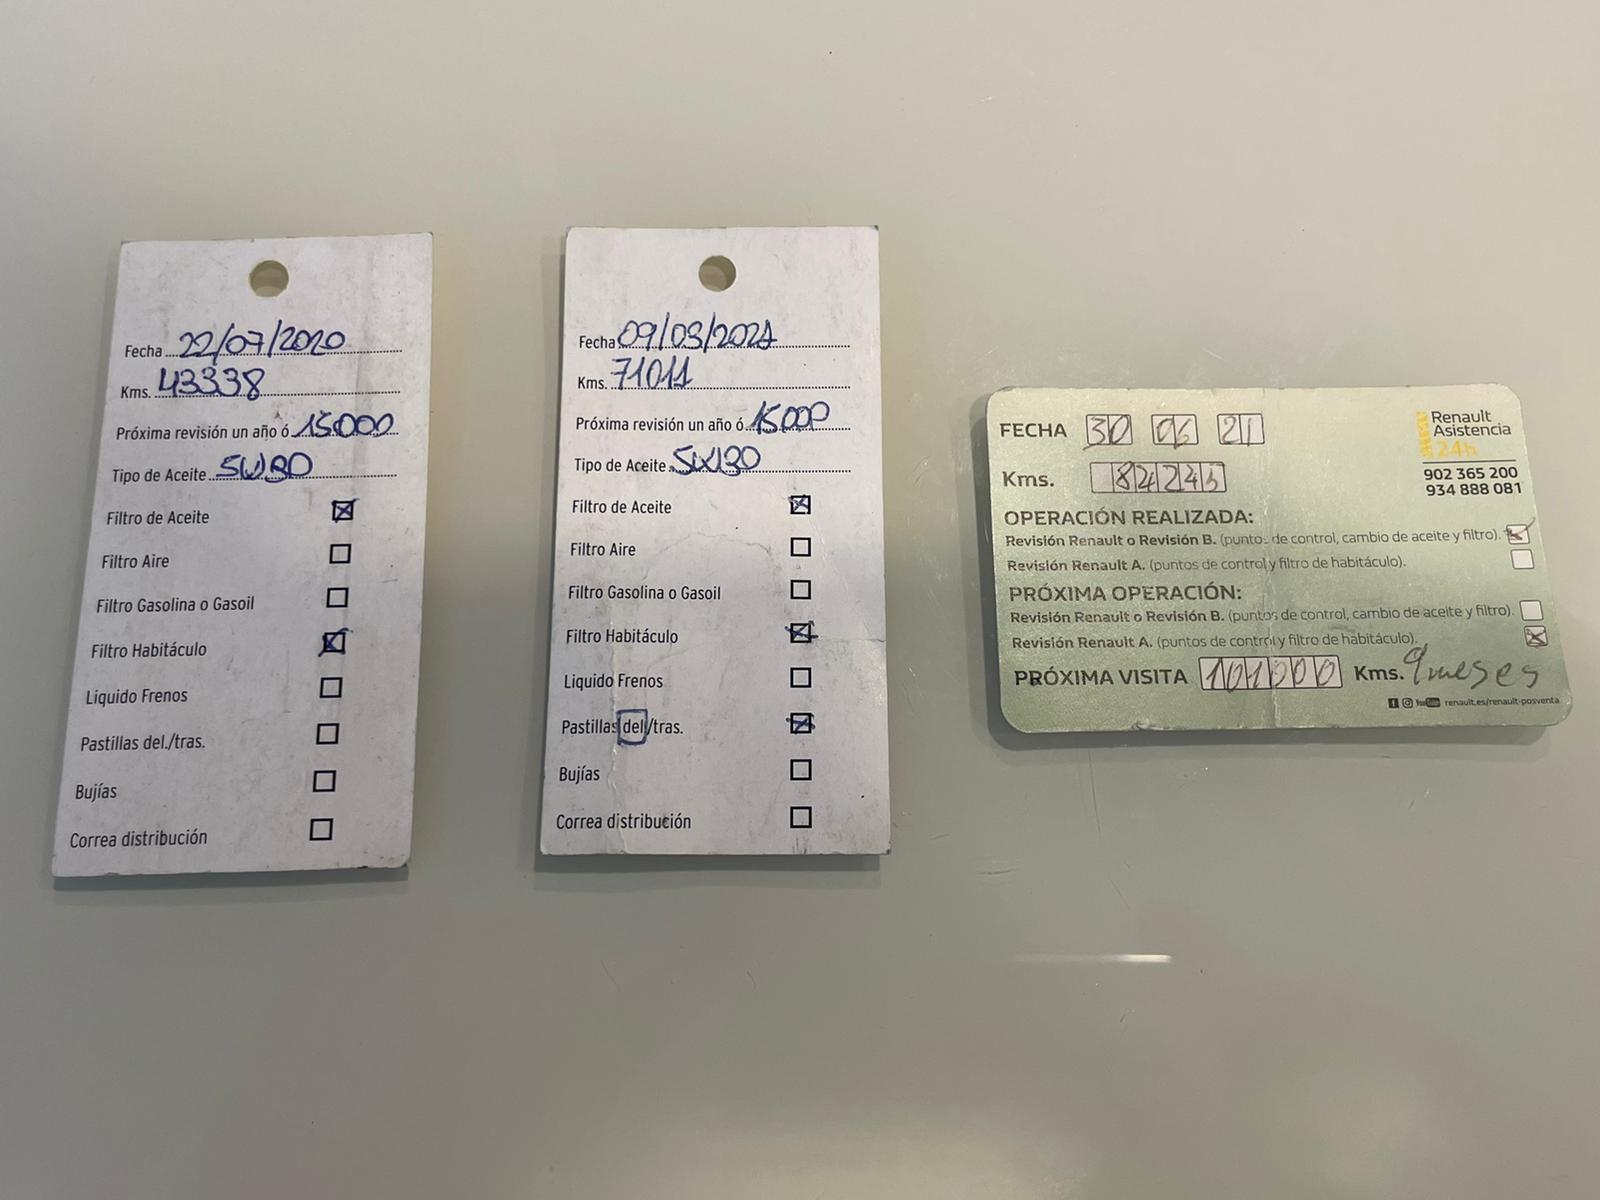 Fecha 22/07/2020
Kms. 43338
Próxima revisión un año ó 15000
Tipo de Aceite 5W30
Filtro de Aceite
Filtro Aire
Filtro Gasolina o Gasoil
Filtro Habitáculo
Liquido Frenos
Pastillas del./tras.
Bujías
Correa distribución
Fecha 09/03/2021
Kms. 71011
Próxima revisión un año ó 15000
Tipo de Aceite 5W30
Filtro de Aceite
Filtro Aire
Filtro Gasolina o Gasoil
Filtro Habitáculo
Liquido Frenos
Pastillas del./tras.
Bujías
Correa distribución
Renault
Asistencia
24h
902 365 200
934 888 081
FECHA 30 06 21
Kms. 82245
OPERACIÓN REALIZADA:
Revisión Renault o Revisión B. (puntos de control, cambio de aceite y filtro).
Revisión Renault A. (puntos de control y filtro de habitáculo).
PRÓXIMA OPERACIÓN:
Revisión Renault o Revisión B. (puntos de control, cambio de aceite y filtro).
Revisión Renault A. (puntos de control y filtro de habitáculo).
PRÓXIMA VISITA 101000 Kms. 9 meses
YouTube renault.es/renault-posventa